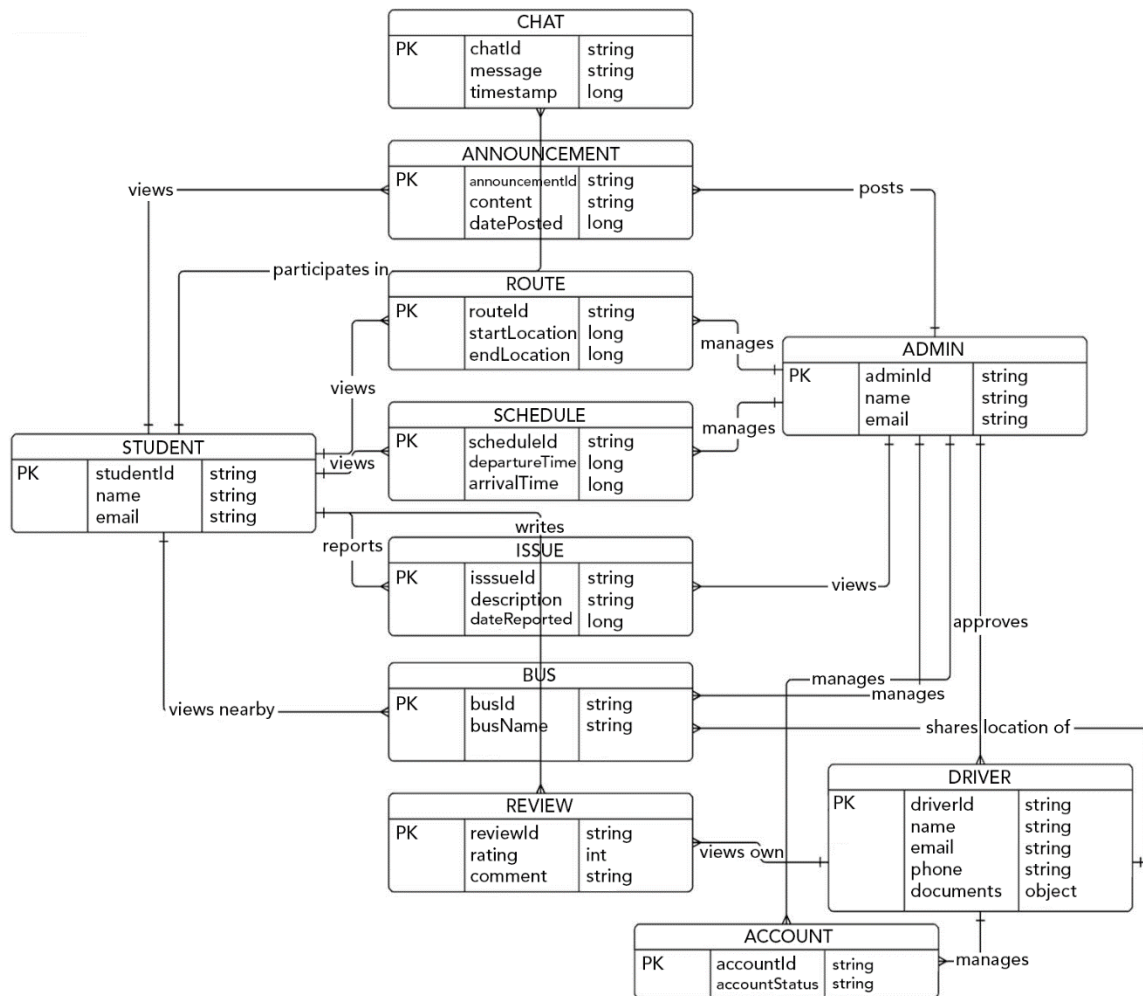 CHAT
PK chatId string
message string
timestamp long
ANNOUNCEMENT
PK announcementId string
content string
datePosted long
views
posts
participates in
ROUTE
PK routeId string
startLocation long
endLocation long
manages
views
ADMIN
PK adminId string
name string
email string
SCHEDULE
PK scheduleId string
departureTime long
arrivalTime long
manages
views
STUDENT
PK studentId string
name string
email string
writes
reports
ISSUE
PK isssueId string
description string
dateReported long
views
approves
BUS
PK busId string
busName string
manages
manages
views nearby
shares location of
DRIVER
PK driverId string
name string
email string
phone string
documents object
REVIEW
PK reviewId string
rating int
comment string
views own
ACCOUNT
PK accountId string
accountStatus string
manages